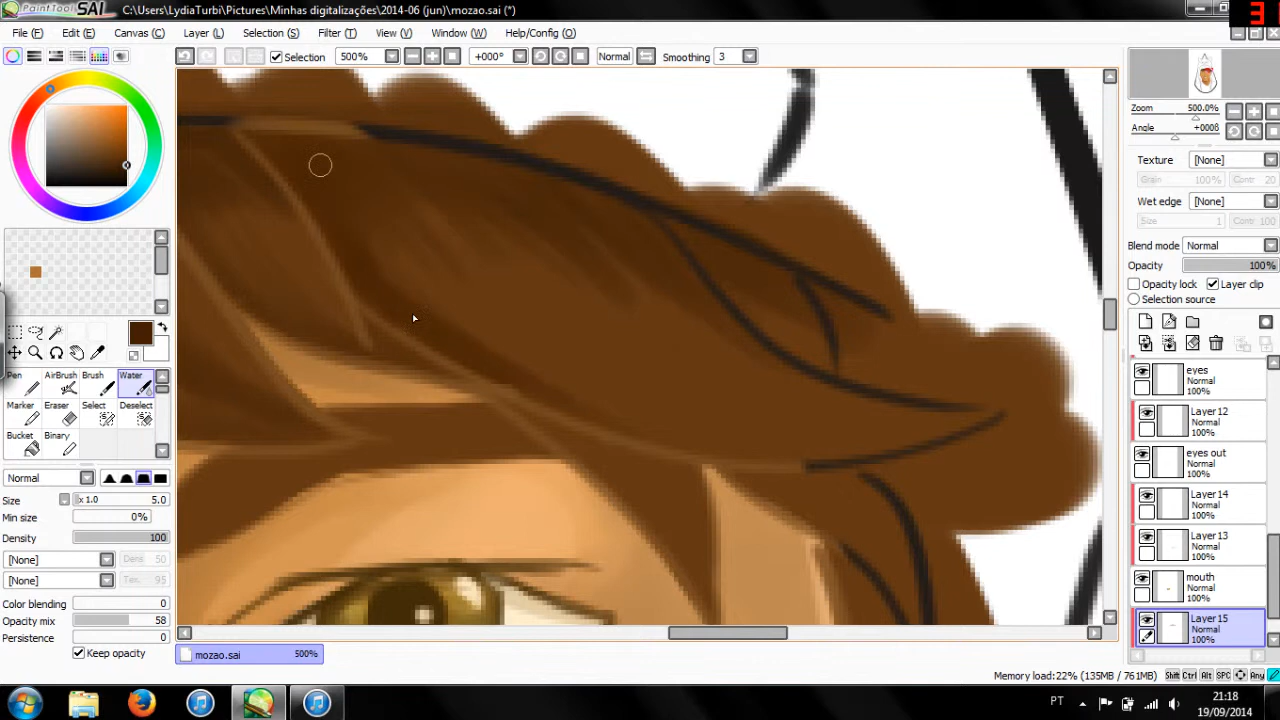 PaintTool SAI C:\Users\LydiaTurbi\Pictures\Minhas digitalizações\2014-06 (jun)\mozao.sai (*)
File (F) Edit (E) Canvas (C) Layer (L) Selection (S) Filter (T) View (V) Window (W) Help/Config (O)
Selection 500% +000° Normal Smoothing 3
Zoom 500.0%
Angle +000ß
Texture [None]
Grain 100% Contr 20
Wet edge [None]
Size 1 Contr 100
Blend mode Normal
Opacity 100%
Opacity lock Layer clip
Selection source
eyes
Normal
100%
Layer 12
Normal
100%
eyes out
Normal
100%
Layer 14
Normal
100%
Layer 13
Normal
100%
mouth
Normal
100%
Layer 15
Normal
100%
Pen AirBrush Brush Water
Marker Eraser Select Deselect
Bucket Binary
Normal
Size x 1.0 5.0
Min size 0%
Density 100
[None] Dens 50
[None] Tex. 95
Color blending 0
Opacity mix 58
Persistence 0
Keep opacity
mozao.sai 500%
Memory load:22% (135MB / 761MB) Shift Ctrl Alt SPC Any
PT 21:18
19/09/2014